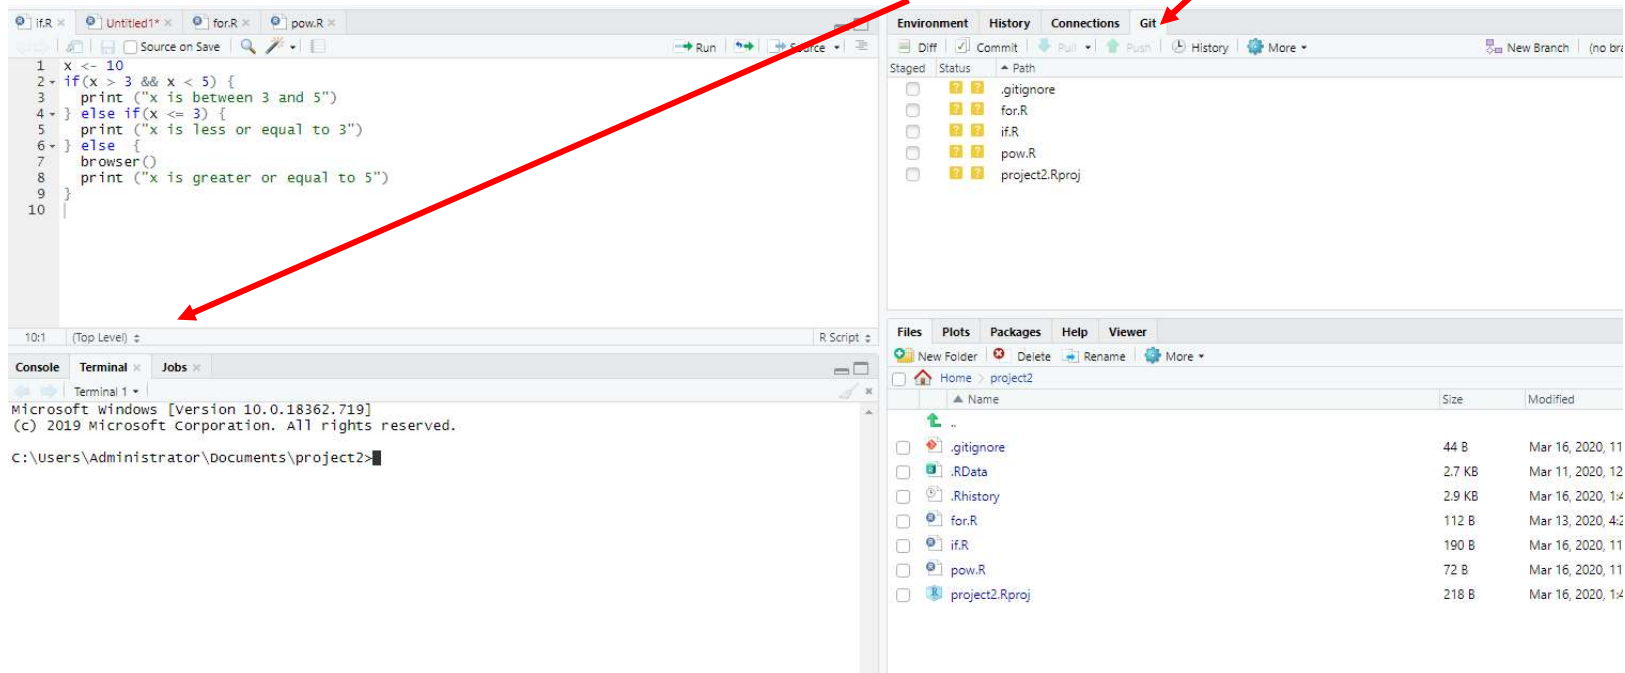 if.R × Untitled1* × for.R × pow.R ×
Source on Save Run Source
1 x <- 10
2 if(x > 3 && x < 5) {
3 print ("x is between 3 and 5")
4 } else if(x <= 3) {
5 print ("x is less or equal to 3")
6 } else {
7 browser()
8 print ("x is greater or equal to 5")
9 }
10
10:1 (Top Level) R Script
Console Terminal × Jobs ×
Terminal 1
Microsoft Windows [Version 10.0.18362.719]
(c) 2019 Microsoft Corporation. All rights reserved.
C:\Users\Administrator\Documents\project2>
Environment History Connections Git
Diff Commit Pull Push History More New Branch (no bra
Staged Status Path
? ? .gitignore
? ? for.R
? ? if.R
? ? pow.R
? ? project2.Rproj
Files Plots Packages Help Viewer
New Folder Delete Rename More
Home > project2
Name Size Modified
..
.gitignore 44 B Mar 16, 2020, 11
.RData 2.7 KB Mar 11, 2020, 12
.Rhistory 2.9 KB Mar 16, 2020, 1:4
for.R 112 B Mar 13, 2020, 4:2
if.R 190 B Mar 16, 2020, 11
pow.R 72 B Mar 16, 2020, 11
project2.Rproj 218 B Mar 16, 2020, 1:4